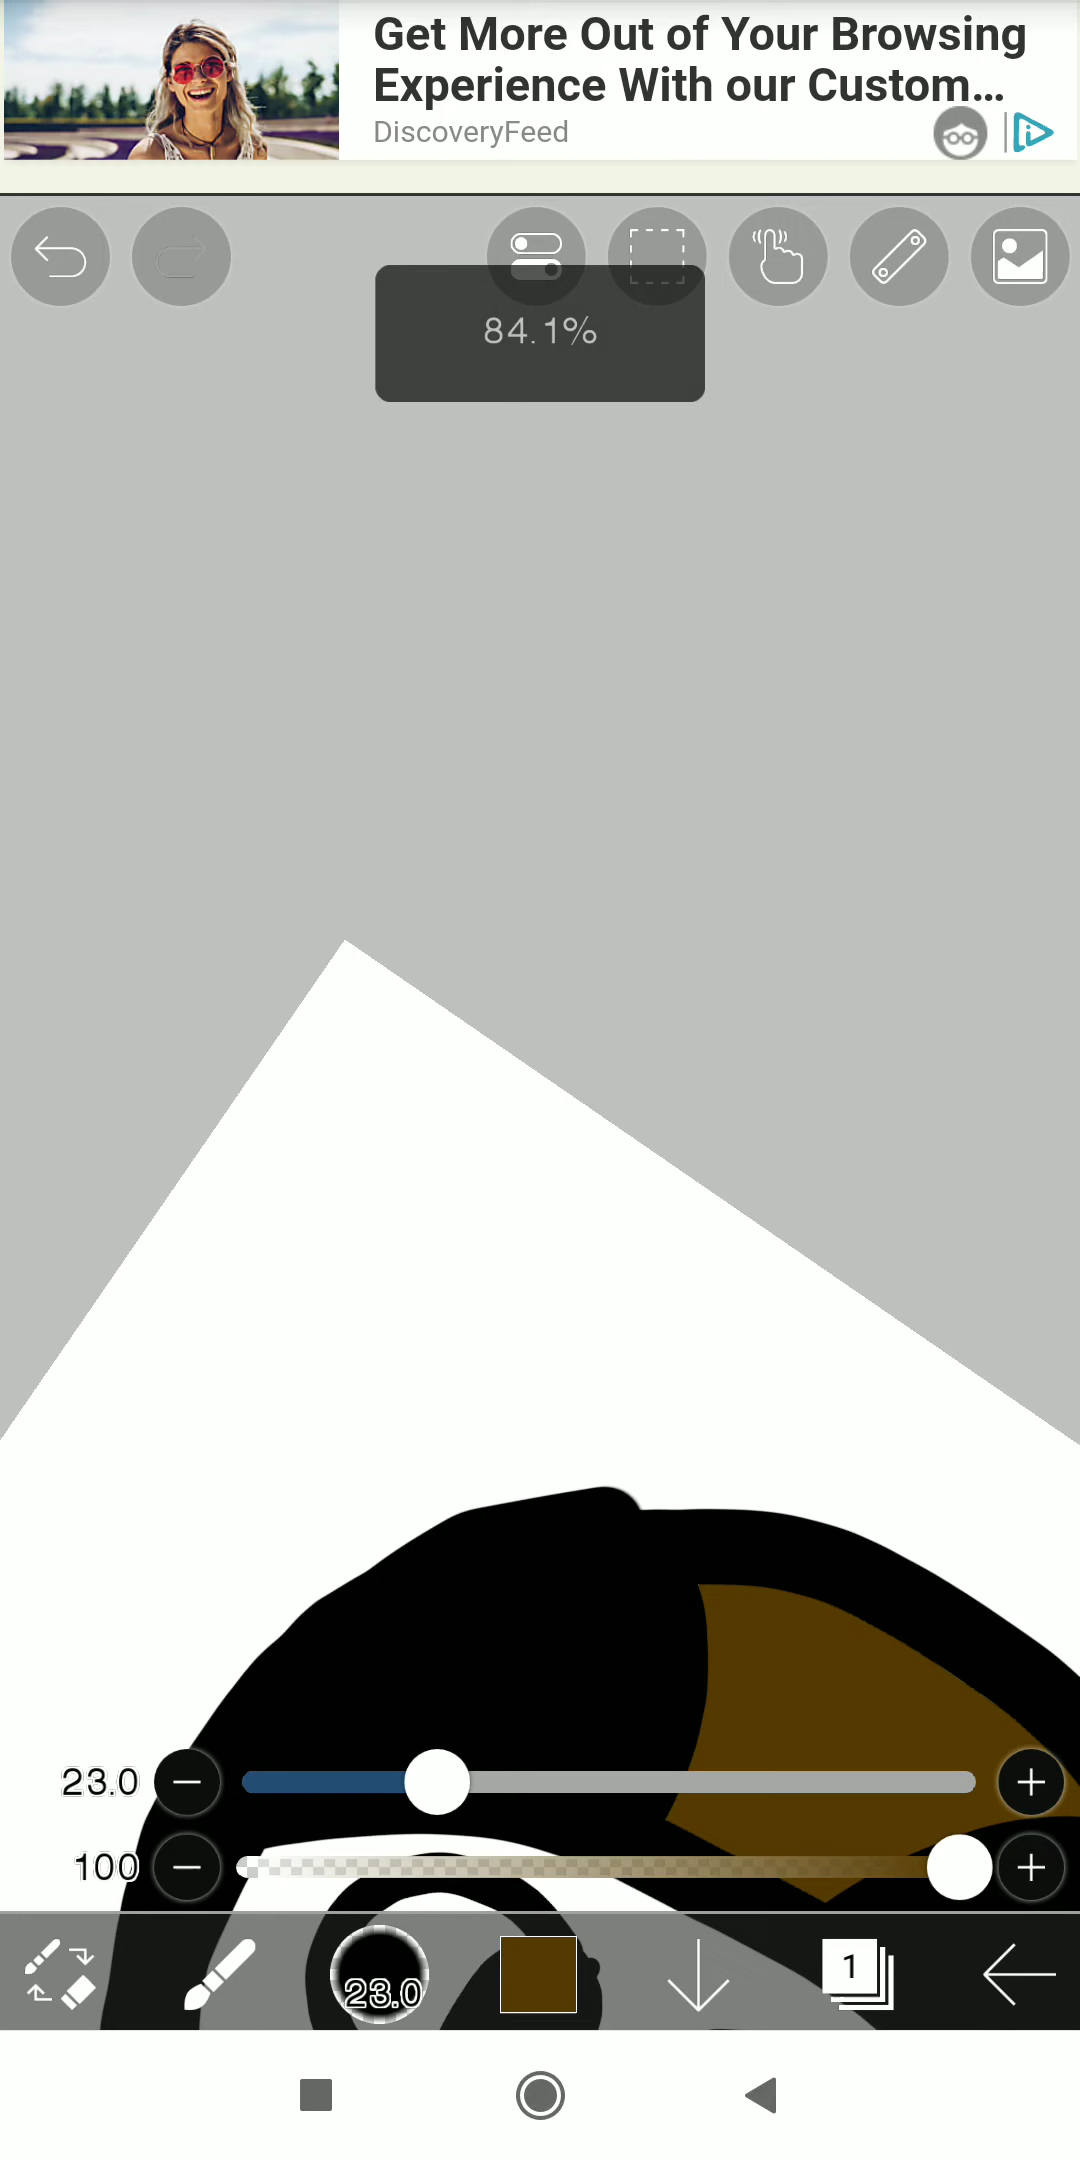 Get More Out of Your Browsing
Experience With our Custom...
DiscoveryFeed
84.1%
23.0
100
23.0
1